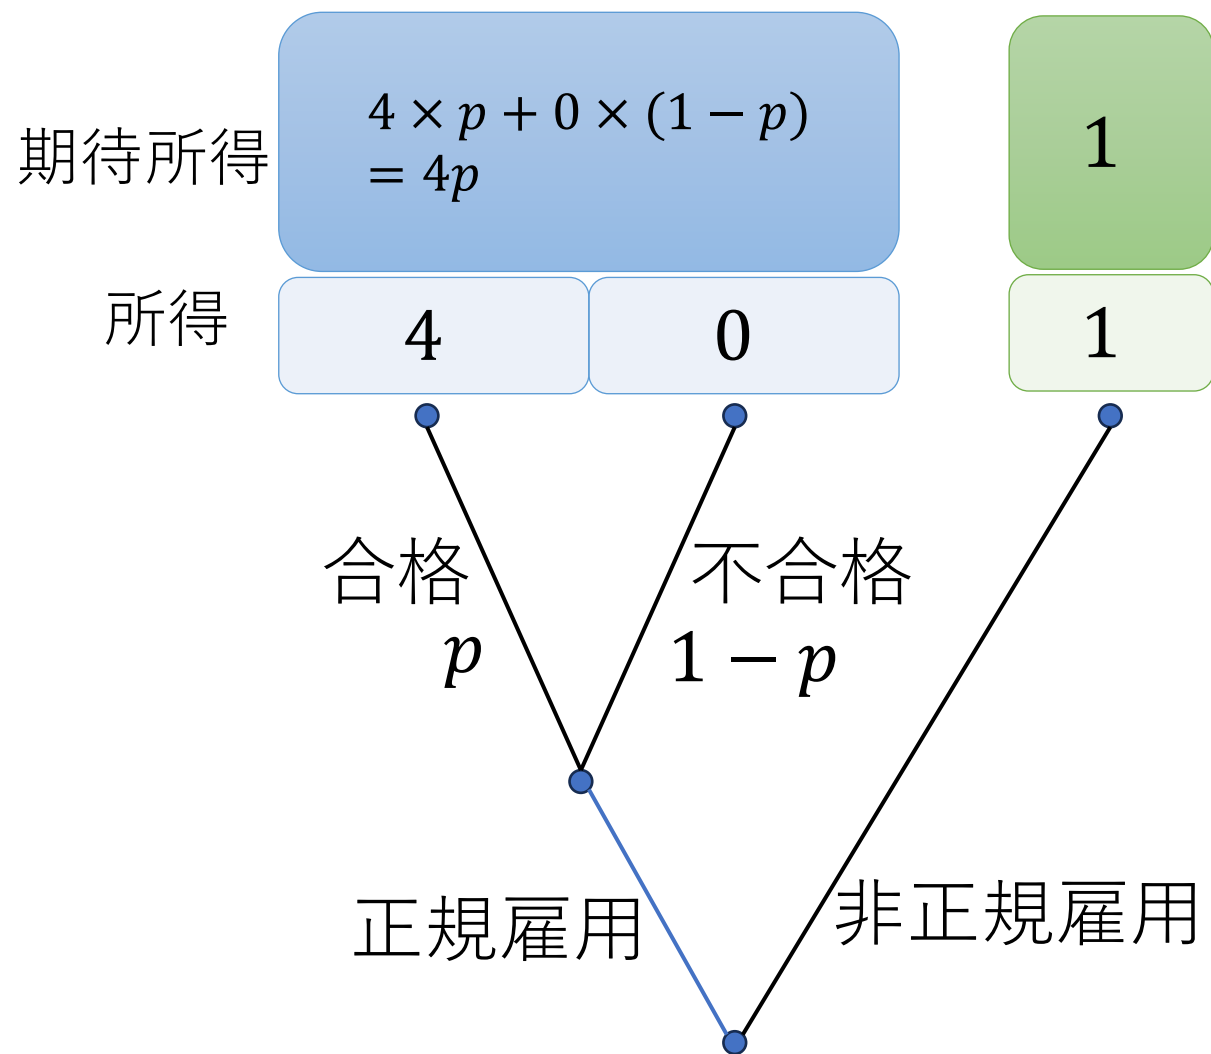 4 × p + 0 × (1 − p)
= 4p
期待所得
1
所得
4
0
1
合格
不合格
p
1 − p
正規雇用
非正規雇用